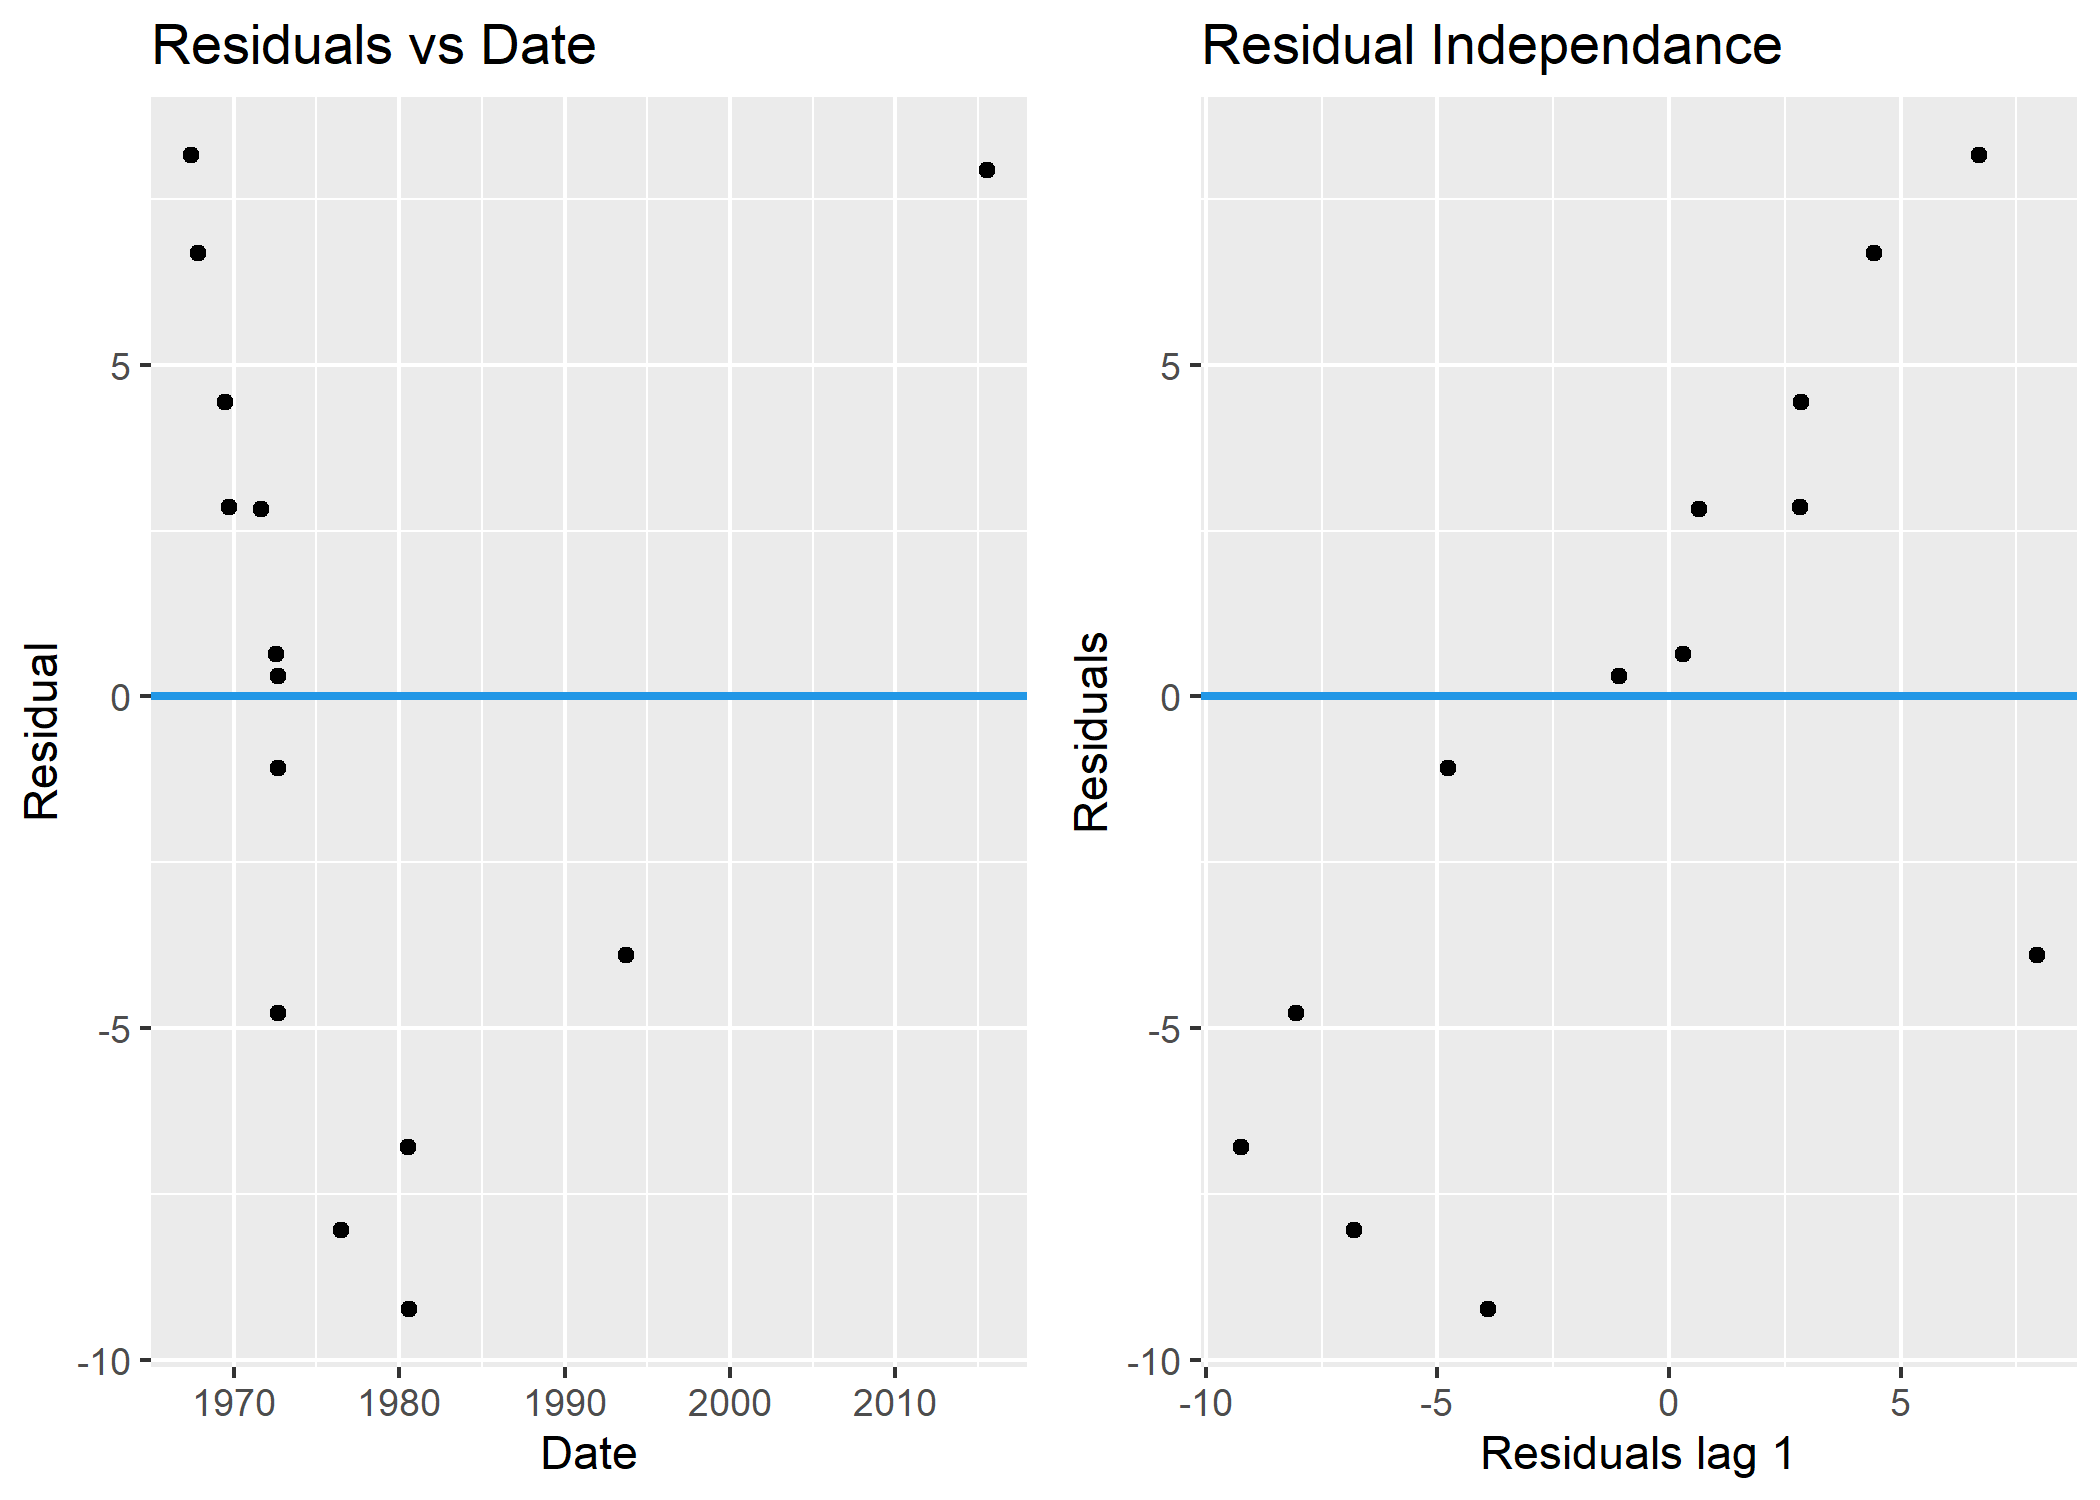 Residuals vs Date
Residual
5
0
-5
-10
1970 1980 1990 2000 2010
Date
Residual Independance
Residuals
5
0
-5
-10
-10 -5 0 5
Residuals lag 1